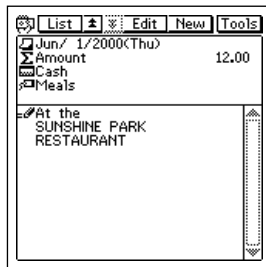 List Edit New Tools
Jun/ 1/2000(Thu)
Amount 12.00
Cash
Meals
At the
SUNSHINE PARK
RESTAURANT